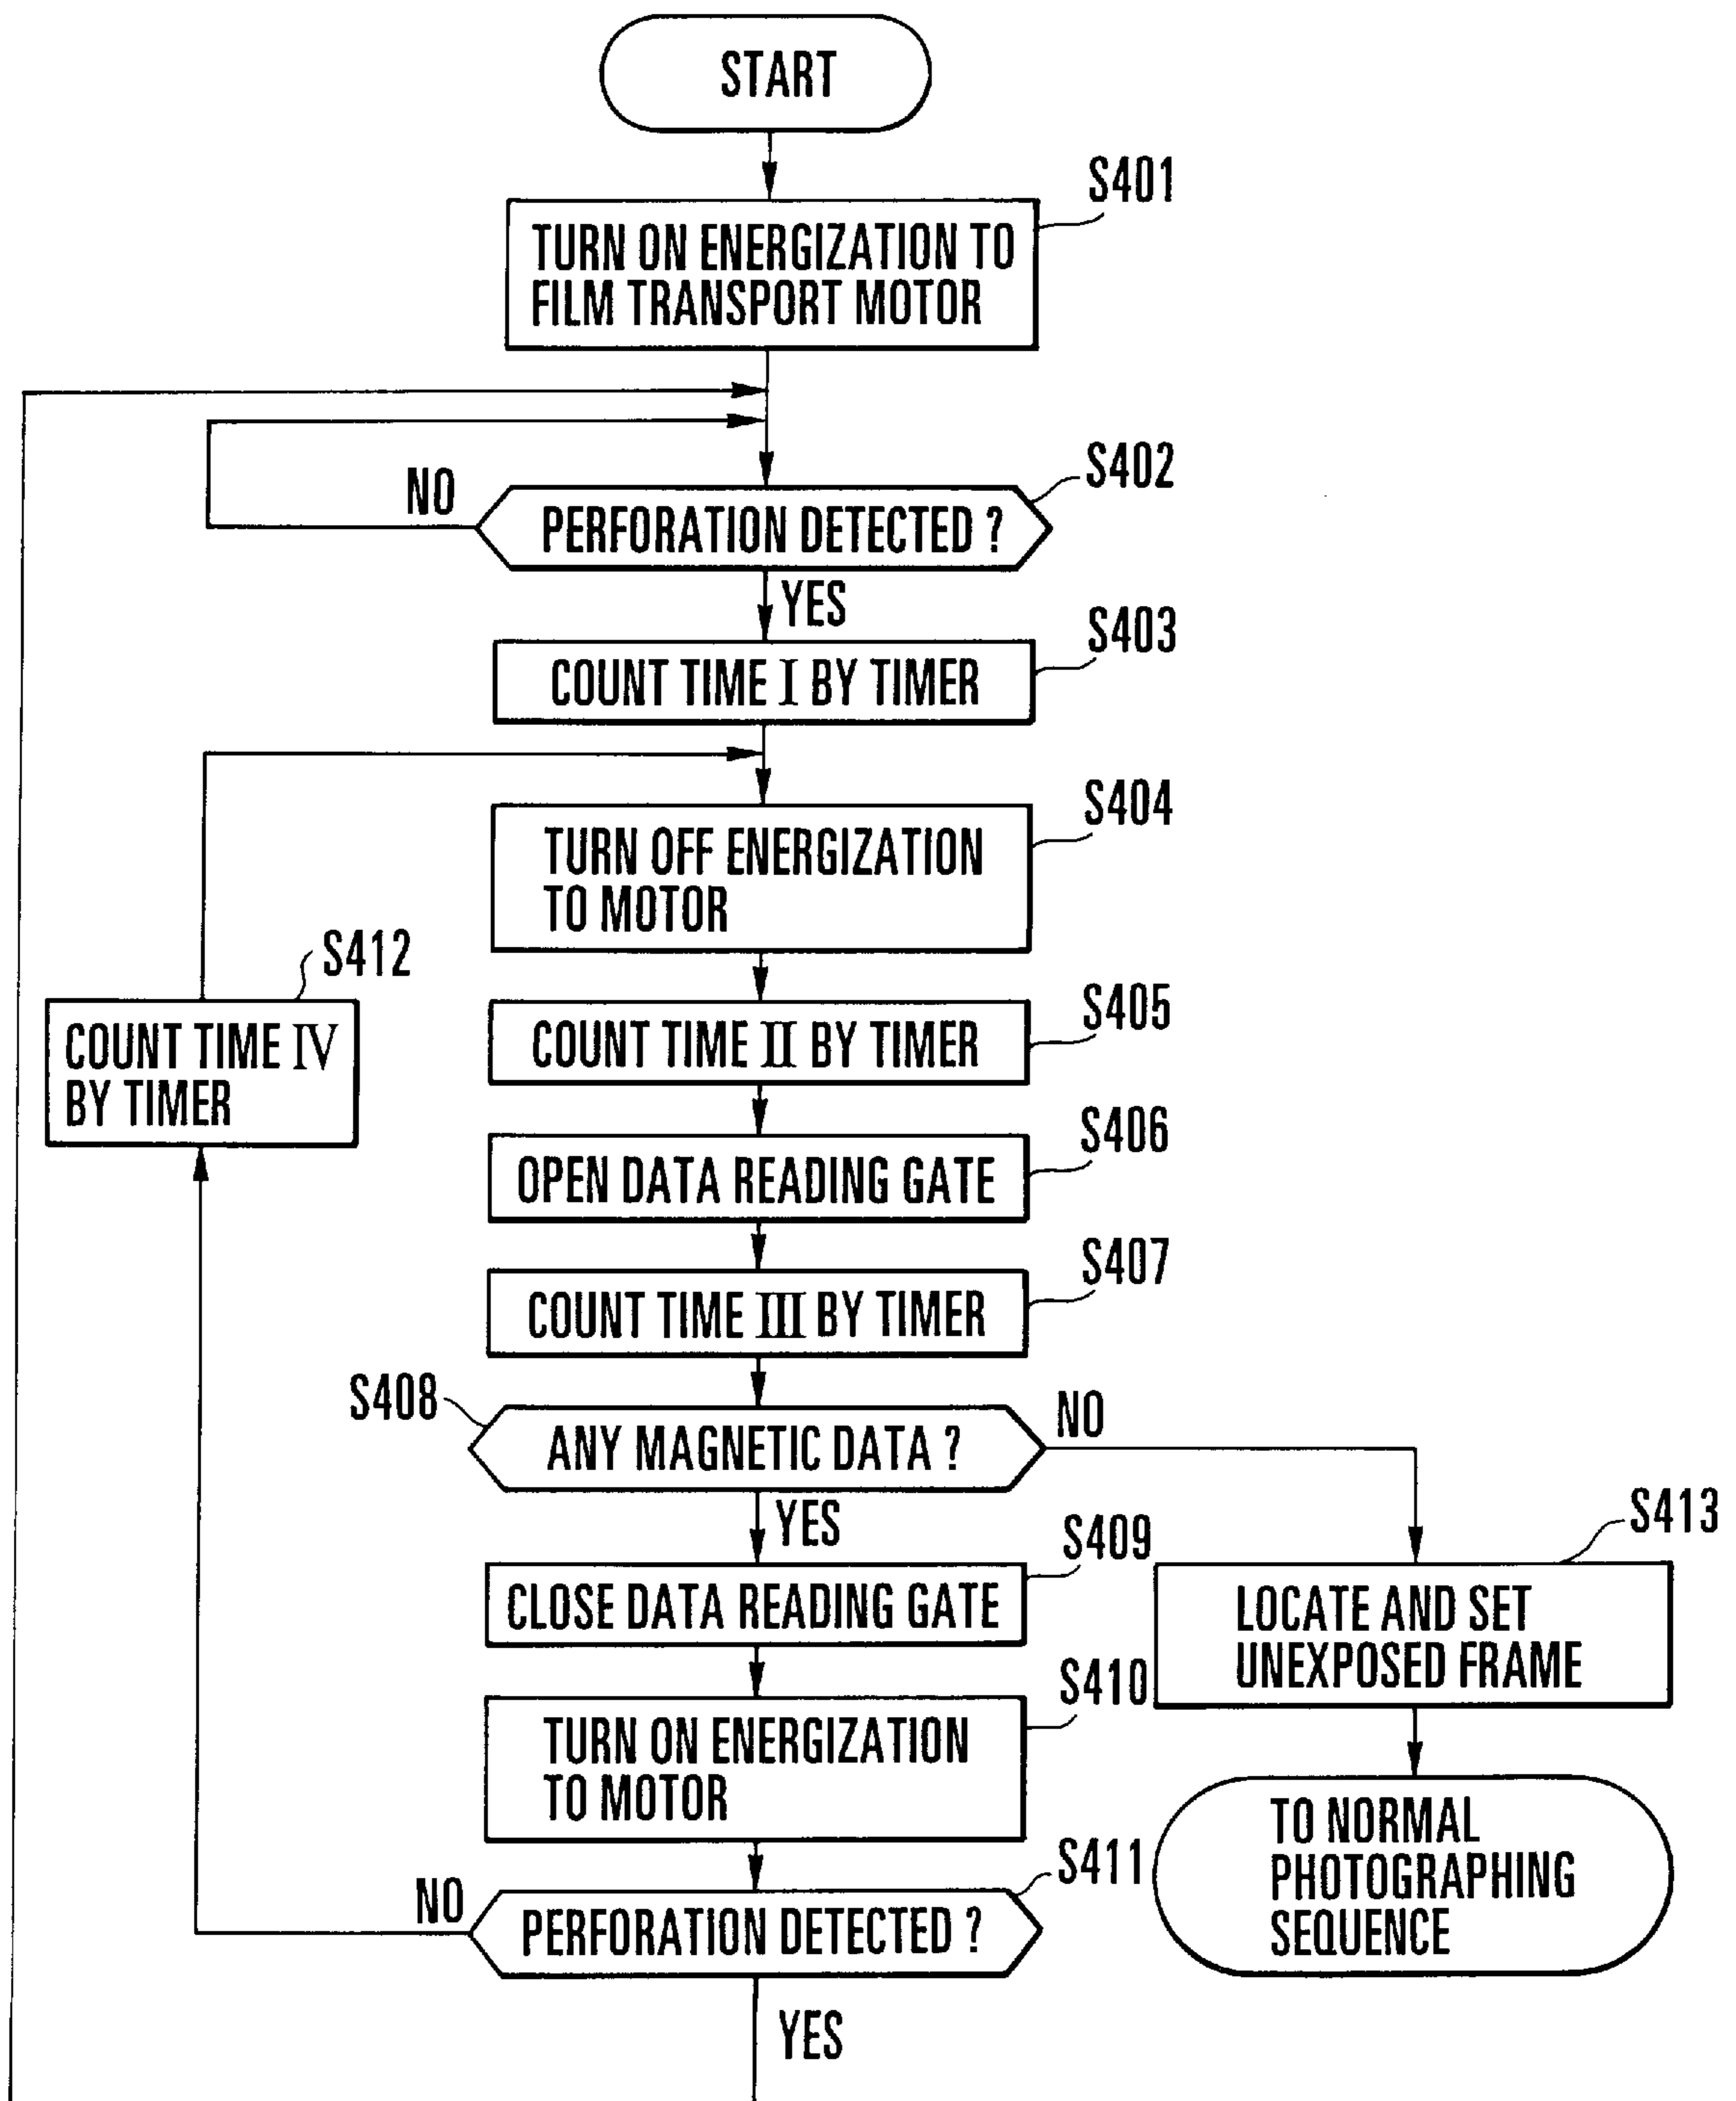 START
S401
TURN ON ENERGIZATION TO
FILM TRANSPORT MOTOR
S402
NO
PERFORATION DETECTED ?
YES
S403
COUNT TIME I BY TIMER
S404
TURN OFF ENERGIZATION
TO MOTOR
S412
COUNT TIME IV
BY TIMER
S405
COUNT TIME II BY TIMER
S406
OPEN DATA READING GATE
S407
COUNT TIME III BY TIMER
S408
ANY MAGNETIC DATA ?
NO
YES
S409
CLOSE DATA READING GATE
S413
LOCATE AND SET
UNEXPOSED FRAME
S410
TURN ON ENERGIZATION
TO MOTOR
TO NORMAL
PHOTOGRAPHING
SEQUENCE
S411
NO
PERFORATION DETECTED ?
YES